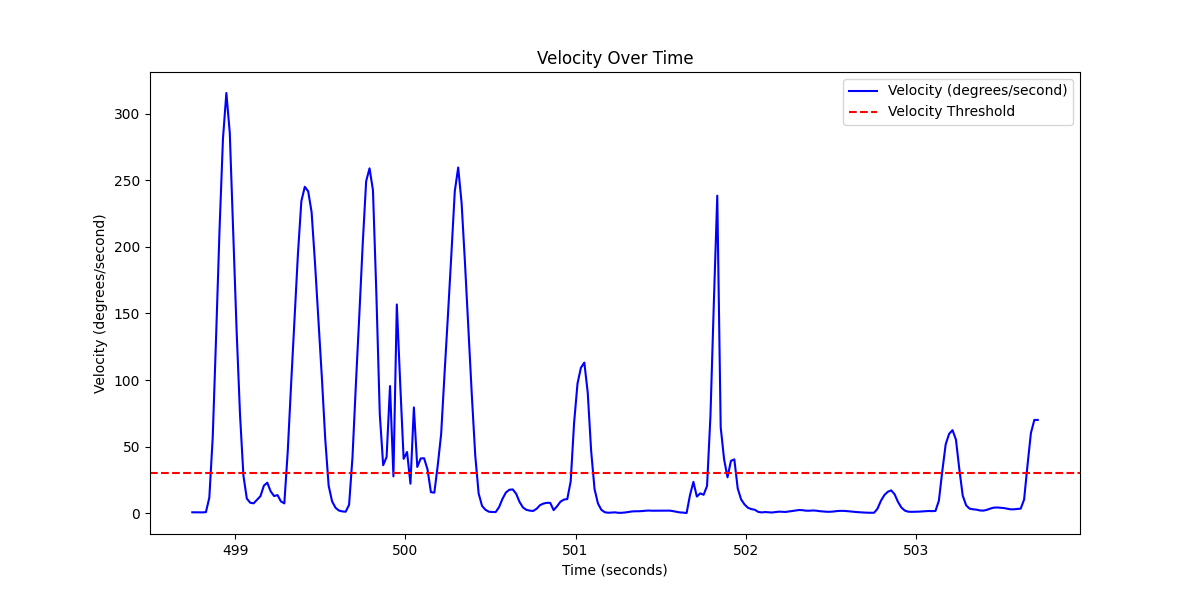 Velocity Over Time
Velocity (degrees/second)
Velocity Threshold
Velocity (degrees/second)
300
250
200
150
100
50
0
499
500
501
502
503
Time (seconds)